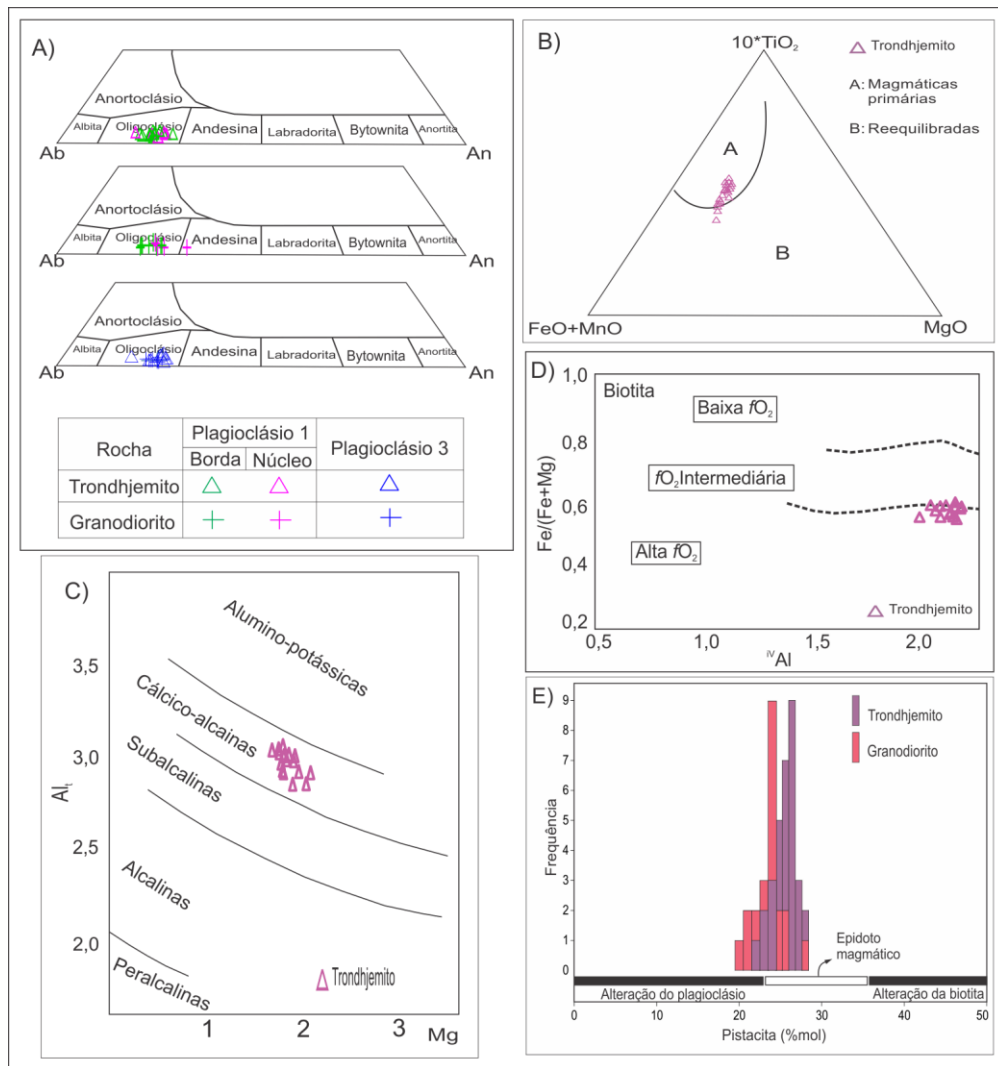 A)
Anortoclásio
Albita Oligoclásio Andesina Labradorita Bytownita Anortita
Ab An
Anortoclásio
Albita Oligoclásio Andesina Labradorita Bytownita Anortita
Ab An
Anortoclásio
Albita Oligoclásio Andesina Labradorita Bytownita Anortita
Ab An
Rocha Plagioclásio 1 Plagioclásio 3
Borda Núcleo
Trondhjemito
Granodiorito
B)
10*TiO₂
Trondhjemito
A: Magmáticas
primárias
B: Reequilibradas
A
B
FeO+MnO MgO
C)
Alumino-potássicas
Cálcico-alcainas
Subalcalinas
Alcalinas
Peralcalinas
Trondhjemito
3,5
3,0
2,5
2,0
Alₜ
1 2 3 Mg
D)
Biotita
Baixa fO₂
fO₂Intermediária
Alta fO₂
Trondhjemito
1,0
0,8
0,6
0,4
0,2
Fe/(Fe+Mg)
0,5 1,0 1,5 2,0
ⁱⱽAl
E)
Trondhjemito
Granodiorito
9
8
7
6
5
4
3
2
1
0
Frequência
Epidoto
magmático
Alteração do plagioclásio Alteração da biotita
0 10 20 30 40 50
Pistacita (%mol)